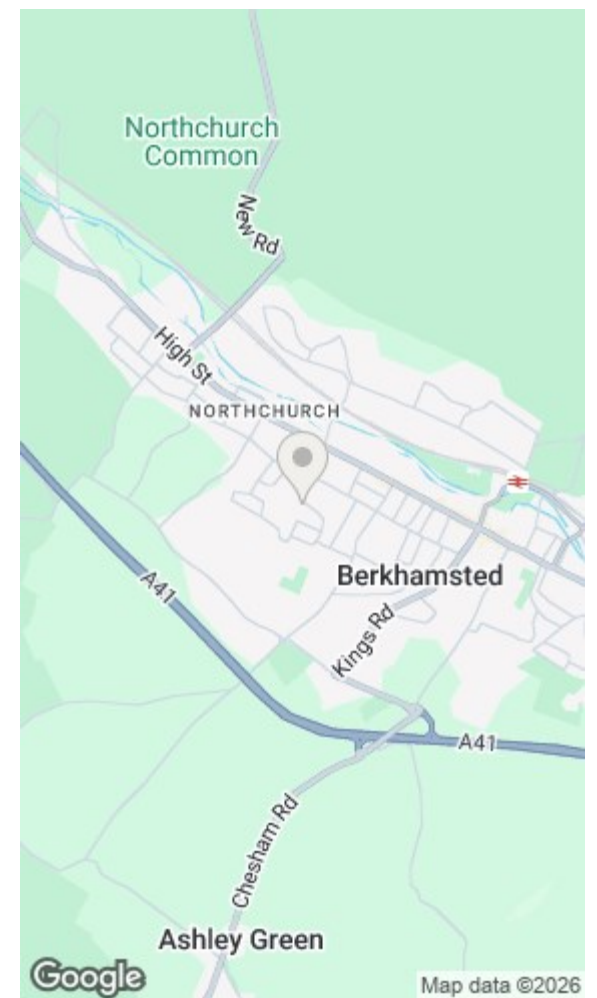 Northchurch
Common
New Rd
High St
NORTHCHURCH
Berkhamsted
A41
Kings Rd
A41
Chesham Rd
Ashley Green
Google
Map data ©2026